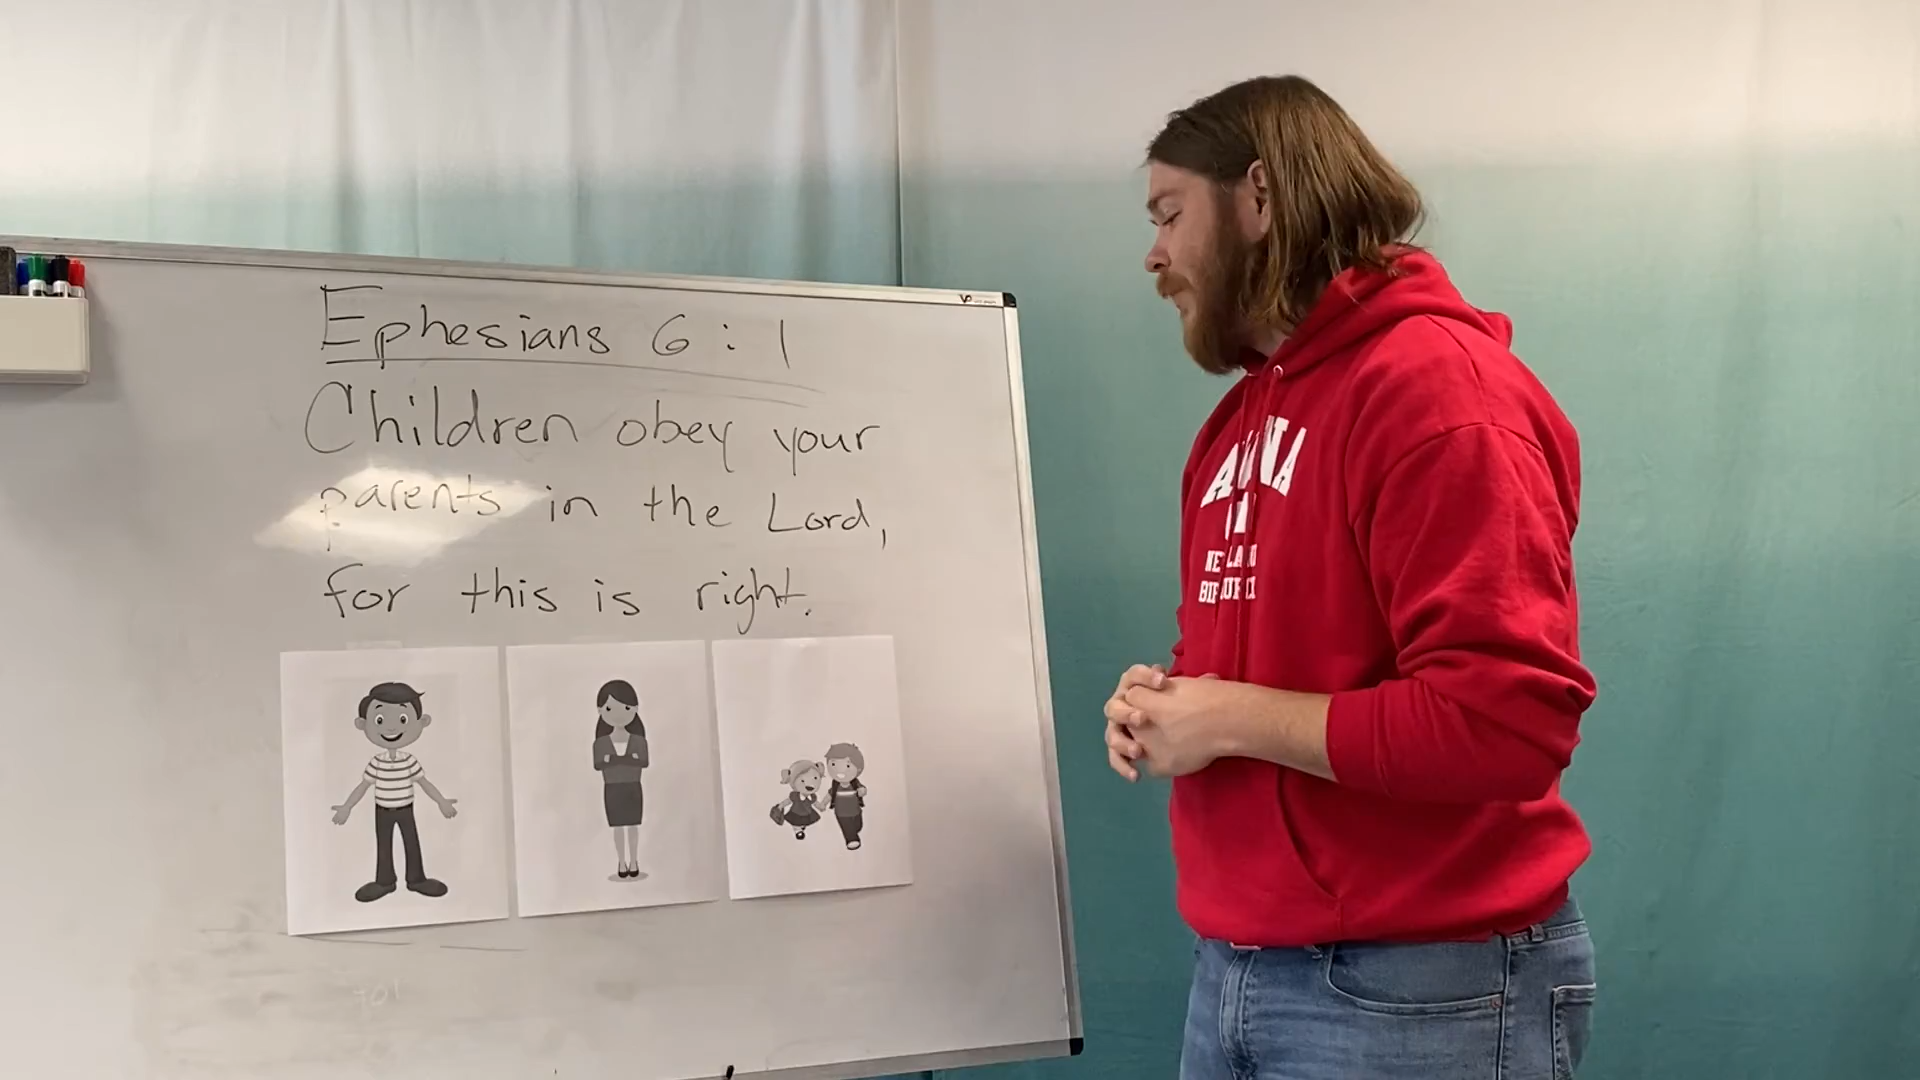 Ephesians 6:1
Children obey your
parents in the Lord,
for this is right.